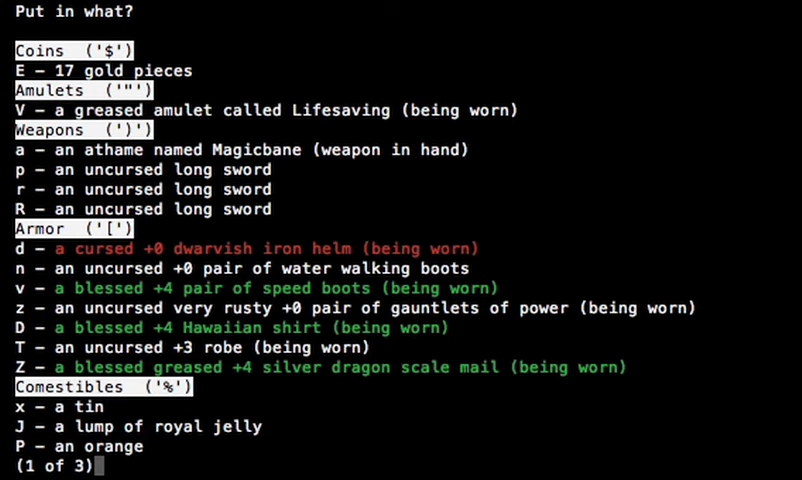 Put in what?
Coins  ('$')
E – 17 gold pieces
Amulets  ('"')
V – a greased amulet called Lifesaving (being worn)
Weapons  (')')
a – an athame named Magicbane (weapon in hand)
p – an uncursed long sword
r – an uncursed long sword
R – an uncursed long sword
Armor  ('[')
d – a cursed +0 dwarvish iron helm (being worn)
n – an uncursed +0 pair of water walking boots
v – a blessed +4 pair of speed boots (being worn)
z – an uncursed very rusty +0 pair of gauntlets of power (being worn)
D – a blessed +4 Hawaiian shirt (being worn)
T – an uncursed +3 robe (being worn)
Z – a blessed greased +4 silver dragon scale mail (being worn)
Comestibles  ('%')
x – a tin
J – a lump of royal jelly
P – an orange
(1 of 3)